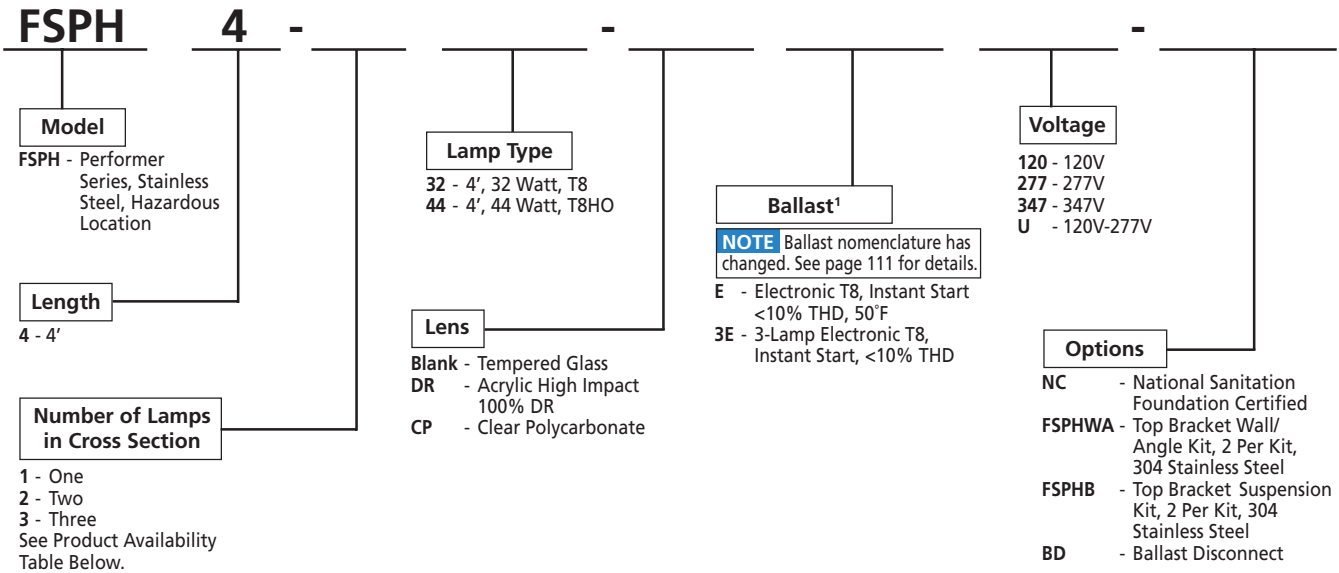 FSPH 4 - - -
Model
FSPH - Performer
Series, Stainless
Steel, Hazardous
Location
Length
4 - 4’
Number of Lamps
in Cross Section
1 - One
2 - Two
3 - Three
See Product Availability
Table Below.
Lamp Type
32 - 4’, 32 Watt, T8
44 - 4’, 44 Watt, T8HO
Lens
Blank - Tempered Glass
DR - Acrylic High Impact
100% DR
CP - Clear Polycarbonate
Ballast¹
NOTE Ballast nomenclature has
changed. See page 111 for details.
E - Electronic T8, Instant Start
<10% THD, 50˚F
3E - 3-Lamp Electronic T8,
Instant Start, <10% THD
Voltage
120 - 120V
277 - 277V
347 - 347V
U - 120V-277V
Options
NC - National Sanitation
Foundation Certified
FSPHWA - Top Bracket Wall/
Angle Kit, 2 Per Kit,
304 Stainless Steel
FSPHB - Top Bracket Suspension
Kit, 2 Per Kit, 304
Stainless Steel
BD - Ballast Disconnect